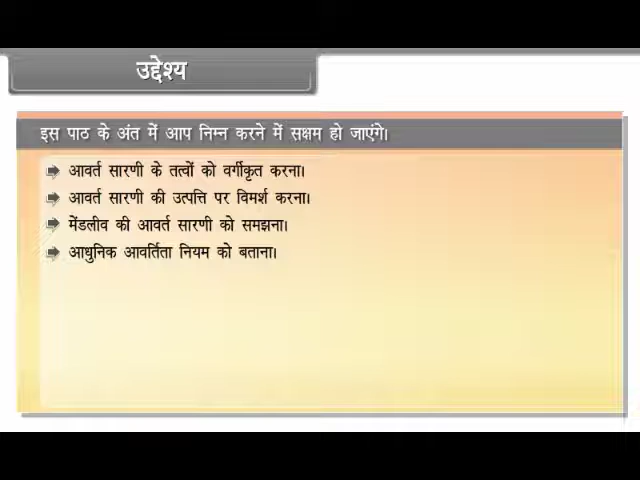 उद्देश्य
इस पाठ के अंत में आप निम्न करने में सक्षम हो जाएंगे।
आवर्त सारणी के तत्वों को वर्गीकृत करना।
आवर्त सारणी की उत्पत्ति पर विमर्श करना।
मेंडलीव की आवर्त सारणी को समझना।
आधुनिक आवर्तिता नियम को बताना।